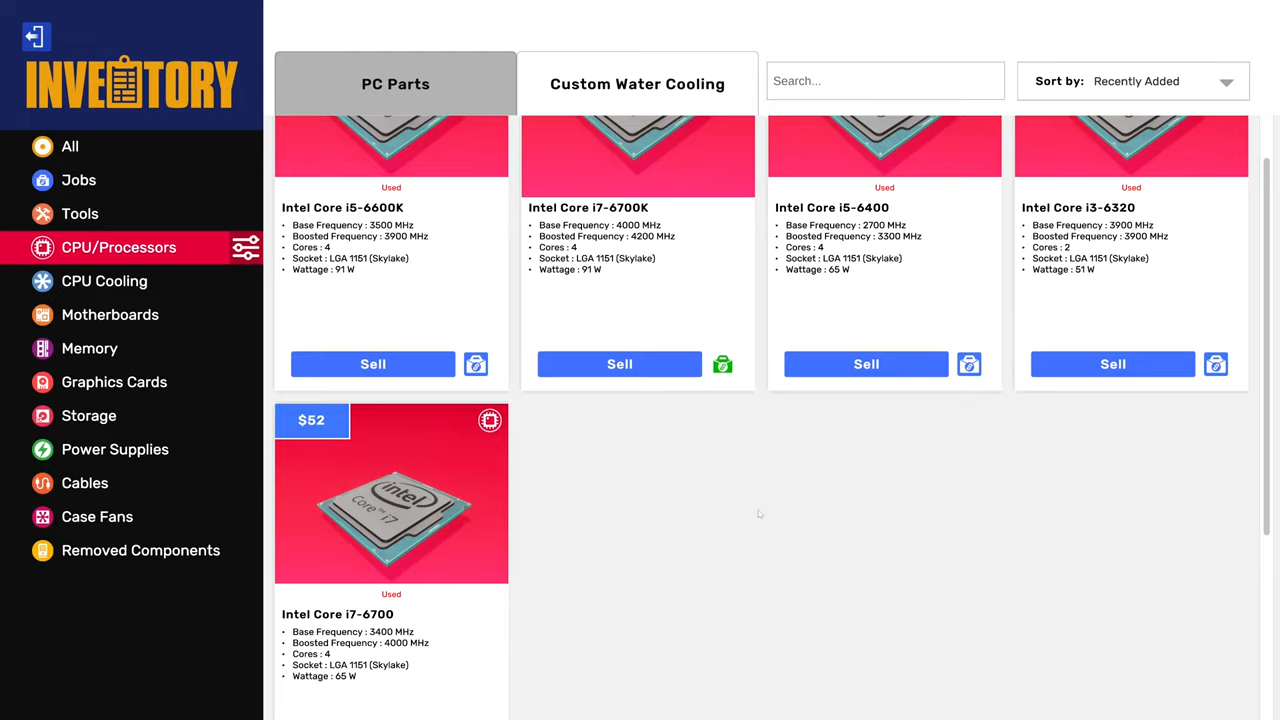 INVENTORY
PC Parts
Custom Water Cooling
Search...
Sort by: Recently Added
All
Jobs
Tools
CPU/Processors
CPU Cooling
Motherboards
Memory
Graphics Cards
Storage
Power Supplies
Cables
Case Fans
Removed Components
Used
Intel Core i5-6600K
• Base Frequency : 3500 MHz
• Boosted Frequency : 3900 MHz
• Cores : 4
• Socket : LGA 1151 (Skylake)
• Wattage : 91 W
Sell
Intel Core i7-6700K
• Base Frequency : 4000 MHz
• Boosted Frequency : 4200 MHz
• Cores : 4
• Socket : LGA 1151 (Skylake)
• Wattage : 91 W
Sell
Used
Intel Core i5-6400
• Base Frequency : 2700 MHz
• Boosted Frequency : 3300 MHz
• Cores : 4
• Socket : LGA 1151 (Skylake)
• Wattage : 65 W
Sell
Used
Intel Core i3-6320
• Base Frequency : 3900 MHz
• Boosted Frequency : 3900 MHz
• Cores : 2
• Socket : LGA 1151 (Skylake)
• Wattage : 51 W
Sell
$52
intel
Core™ i7
Used
Intel Core i7-6700
• Base Frequency : 3400 MHz
• Boosted Frequency : 4000 MHz
• Cores : 4
• Socket : LGA 1151 (Skylake)
• Wattage : 65 W